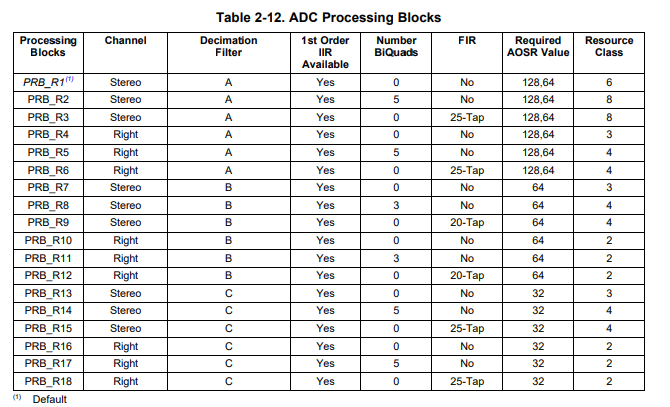 Table 2-12. ADC Processing Blocks
Processing Blocks | Channel | Decimation Filter | 1st Order IIR Available | Number BiQuads | FIR | Required AOSR Value | Resource Class
PRB_R1(1) | Stereo | A | Yes | 0 | No | 128,64 | 6
PRB_R2 | Stereo | A | Yes | 5 | No | 128,64 | 8
PRB_R3 | Stereo | A | Yes | 0 | 25-Tap | 128,64 | 8
PRB_R4 | Right | A | Yes | 0 | No | 128,64 | 3
PRB_R5 | Right | A | Yes | 5 | No | 128,64 | 4
PRB_R6 | Right | A | Yes | 0 | 25-Tap | 128,64 | 4
PRB_R7 | Stereo | B | Yes | 0 | No | 64 | 3
PRB_R8 | Stereo | B | Yes | 3 | No | 64 | 4
PRB_R9 | Stereo | B | Yes | 0 | 20-Tap | 64 | 4
PRB_R10 | Right | B | Yes | 0 | No | 64 | 2
PRB_R11 | Right | B | Yes | 3 | No | 64 | 2
PRB_R12 | Right | B | Yes | 0 | 20-Tap | 64 | 2
PRB_R13 | Stereo | C | Yes | 0 | No | 32 | 3
PRB_R14 | Stereo | C | Yes | 5 | No | 32 | 4
PRB_R15 | Stereo | C | Yes | 0 | 25-Tap | 32 | 4
PRB_R16 | Right | C | Yes | 0 | No | 32 | 2
PRB_R17 | Right | C | Yes | 5 | No | 32 | 2
PRB_R18 | Right | C | Yes | 0 | 25-Tap | 32 | 2
(1) Default